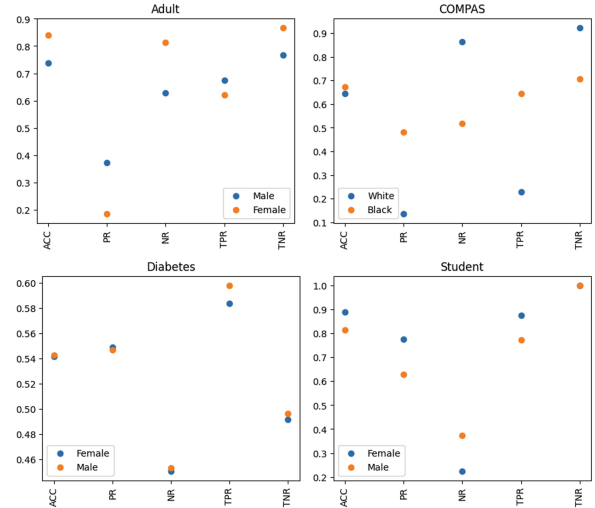 Adult
0.9
0.8
0.7
0.6
0.5
0.4
0.3
0.2
Male
Female
ACC
PR
NR
TPR
TNR
COMPAS
0.9
0.8
0.7
0.6
0.5
0.4
0.3
0.2
0.1
White
Black
ACC
PR
NR
TPR
TNR
Diabetes
0.60
0.58
0.56
0.54
0.52
0.50
0.48
0.46
Female
Male
ACC
PR
NR
TPR
TNR
Student
1.0
0.9
0.8
0.7
0.6
0.5
0.4
0.3
0.2
Female
Male
ACC
PR
NR
TPR
TNR